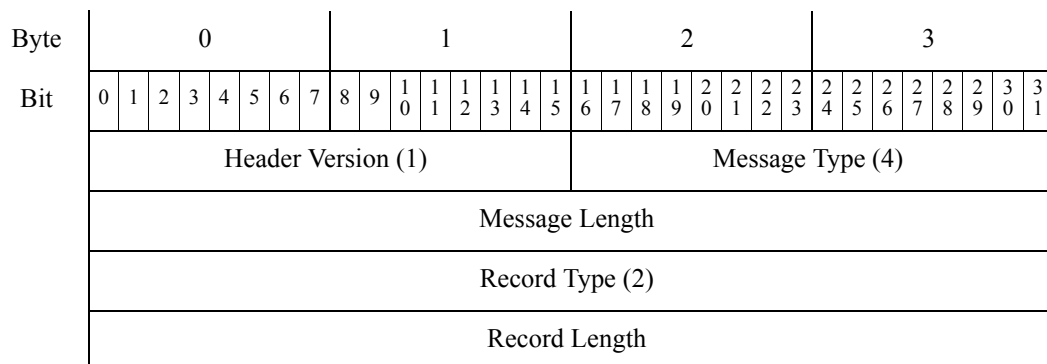 Byte 0 1 2 3
Bit 0 1 2 3 4 5 6 7 8 9 10 11 12 13 14 15 16 17 18 19 20 21 22 23 24 25 26 27 28 29 30 31
Header Version (1) Message Type (4)
Message Length
Record Type (2)
Record Length